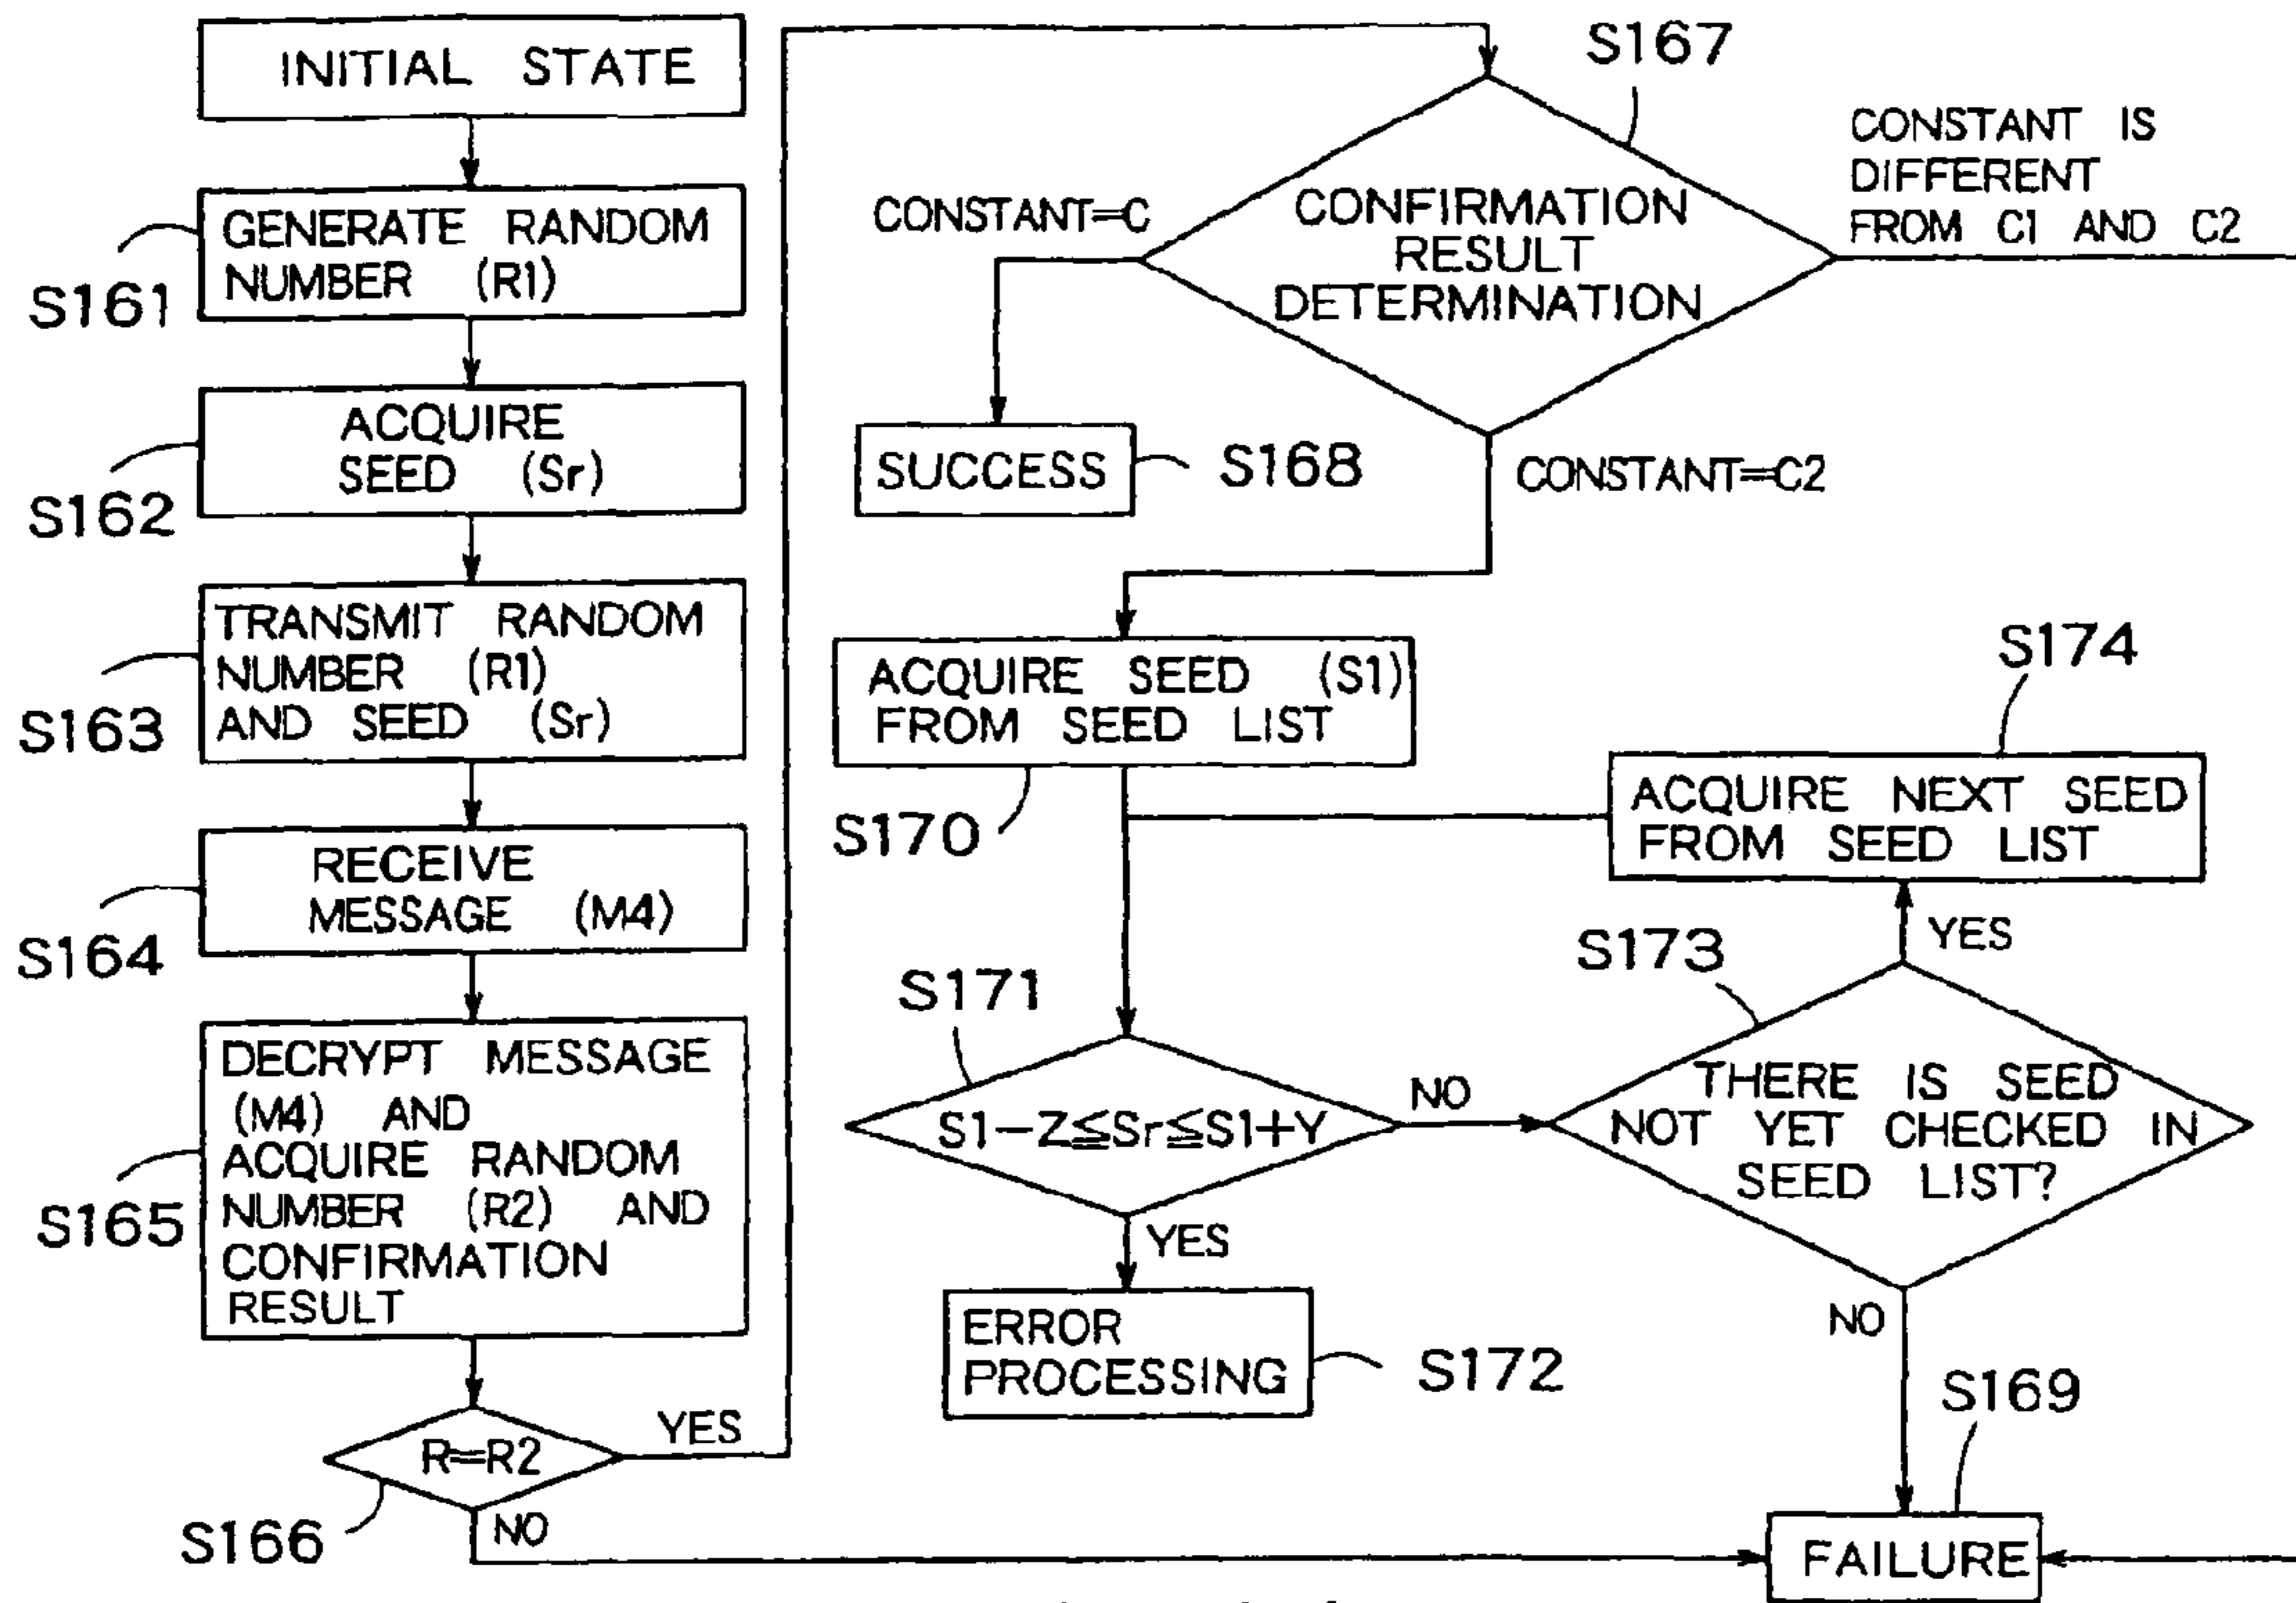 INITIAL STATE
GENERATE RANDOM
NUMBER (R1)
S161
ACQUIRE
SEED (Sr)
S162
TRANSMIT RANDOM
NUMBER (R1)
AND SEED (Sr)
S163
RECEIVE
MESSAGE (M4)
S164
DECRYPT MESSAGE
(M4) AND
ACQUIRE RANDOM
NUMBER (R2) AND
CONFIRMATION
RESULT
S165
R=R2
YES
NO
S166
S167
CONFIRMATION
RESULT
DETERMINATION
CONSTANT=C
CONSTANT IS
DIFFERENT
FROM C1 AND C2
SUCCESS
S168
CONSTANT=C2
ACQUIRE SEED (S1)
FROM SEED LIST
S170
S174
ACQUIRE NEXT SEED
FROM SEED LIST
YES
S171
S1-Z≦Sr≦S1+Y
NO
YES
S173
THERE IS SEED
NOT YET CHECKED IN
SEED LIST?
NO
ERROR
PROCESSING
S172
S169
FAILURE